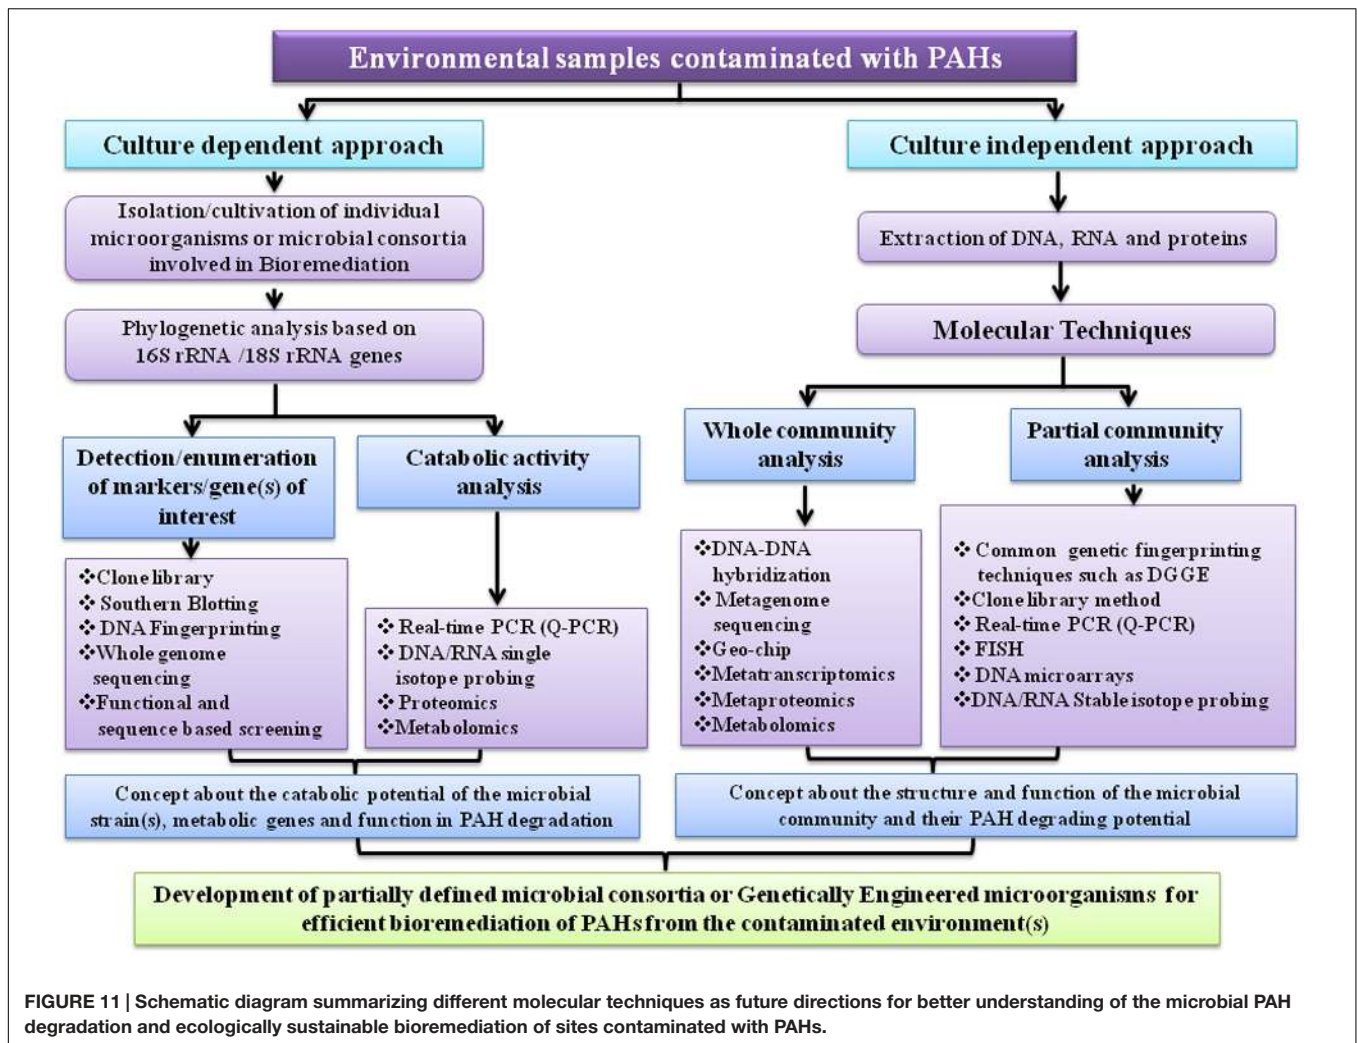 Environmental samples contaminated with PAHs
Culture dependent approach
Isolation/cultivation of individual
microorganisms or microbial consortia
involved in Bioremediation
Phylogenetic analysis based on
16S rRNA /18S rRNA genes
Detection/enumeration
of markers/gene(s) of
interest
❖Clone library
❖ Southern Blotting
❖ DNA Fingerprinting
❖Whole genome
sequencing
❖Functional and
sequence based screening
Catabolic activity
analysis
❖ Real-time PCR (Q-PCR)
❖ DNA/RNA single
isotope probing
❖ Proteomics
❖Metabolomics
Concept about the catabolic potential of the microbial
strain(s), metabolic genes and function in PAH degradation
Culture independent approach
Extraction of DNA, RNA and proteins
Molecular Techniques
Whole community
analysis
❖DNA-DNA
hybridization
❖ Metagenome
sequencing
❖Geo-chip
❖Metatranscriptomics
❖Metaproteomics
❖Metabolomics
Partial community
analysis
❖ Common genetic fingerprinting
techniques such as DGGE
❖Clone library method
❖ Real-time PCR (Q-PCR)
❖ FISH
❖ DNA microarrays
❖DNA/RNA Stable isotope probing
Concept about the structure and function of the microbial
community and their PAH degrading potential
Development of partially defined microbial consortia or Genetically Engineered microorganisms for
efficient bioremediation of PAHs from the contaminated environment(s)
FIGURE 11 | Schematic diagram summarizing different molecular techniques as future directions for better understanding of the microbial PAH
degradation and ecologically sustainable bioremediation of sites contaminated with PAHs.